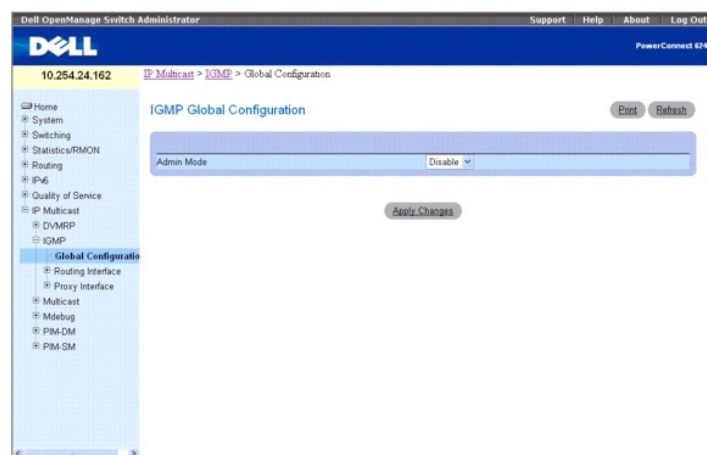 Dell OpenManage Switch Administrator
Support Help About Log Out
DELL
PowerConnect 624
10.254.24.162
IP Multicast > IGMP > Global Configuration
Home
System
Switching
Statistics/RMON
Routing
IPv6
Quality of Service
IP Multicast
DVMRP
IGMP
Global Configuratio
Routing Interface
Proxy Interface
Multicast
Mdebug
PIM-DM
PIM-SM
IGMP Global Configuration
Print Refresh
Admin Mode Disable
Apply Changes